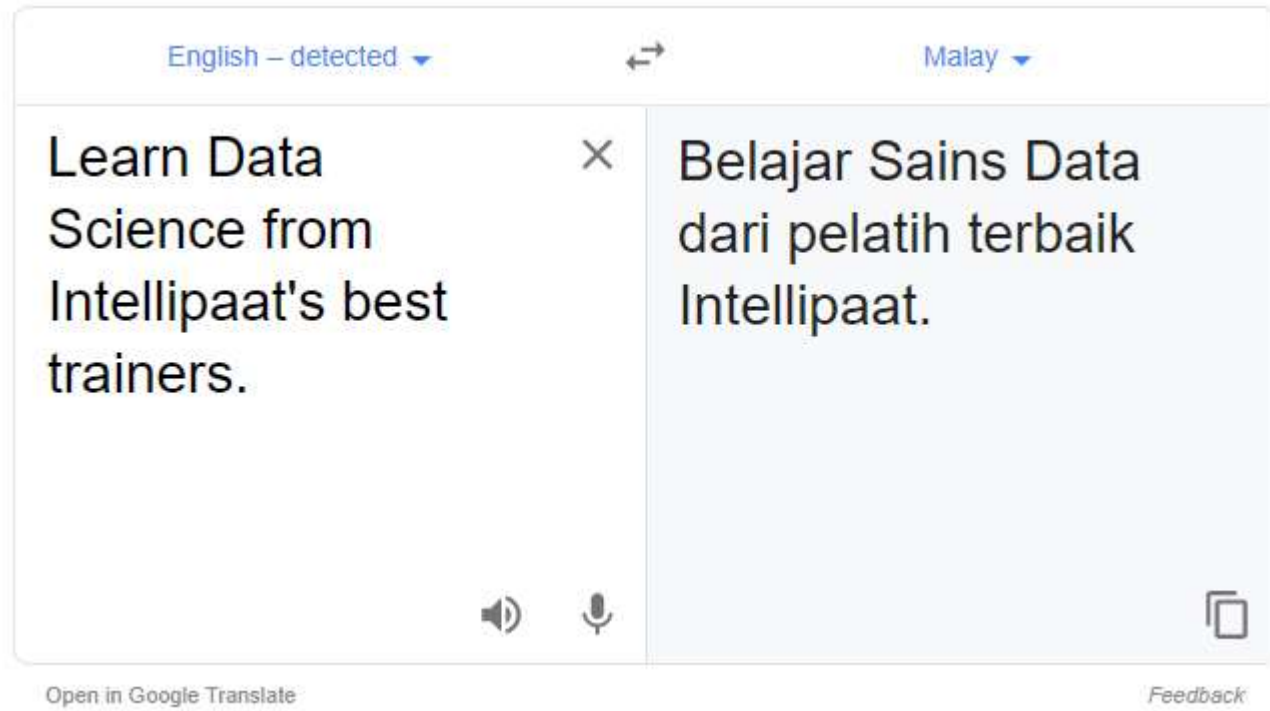 English – detected
Malay
Learn Data
Science from
Intellipaat's best
trainers.
Belajar Sains Data
dari pelatih terbaik
Intellipaat.
Open in Google Translate
Feedback